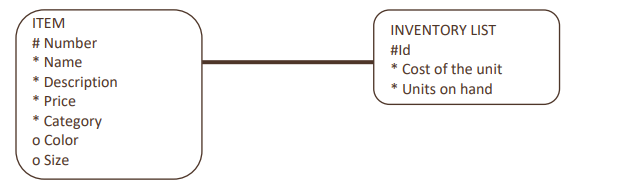 ITEM
# Number
* Name
* Description
* Price
* Category
o Color
o Size
INVENTORY LIST
#Id
* Cost of the unit
* Units on hand